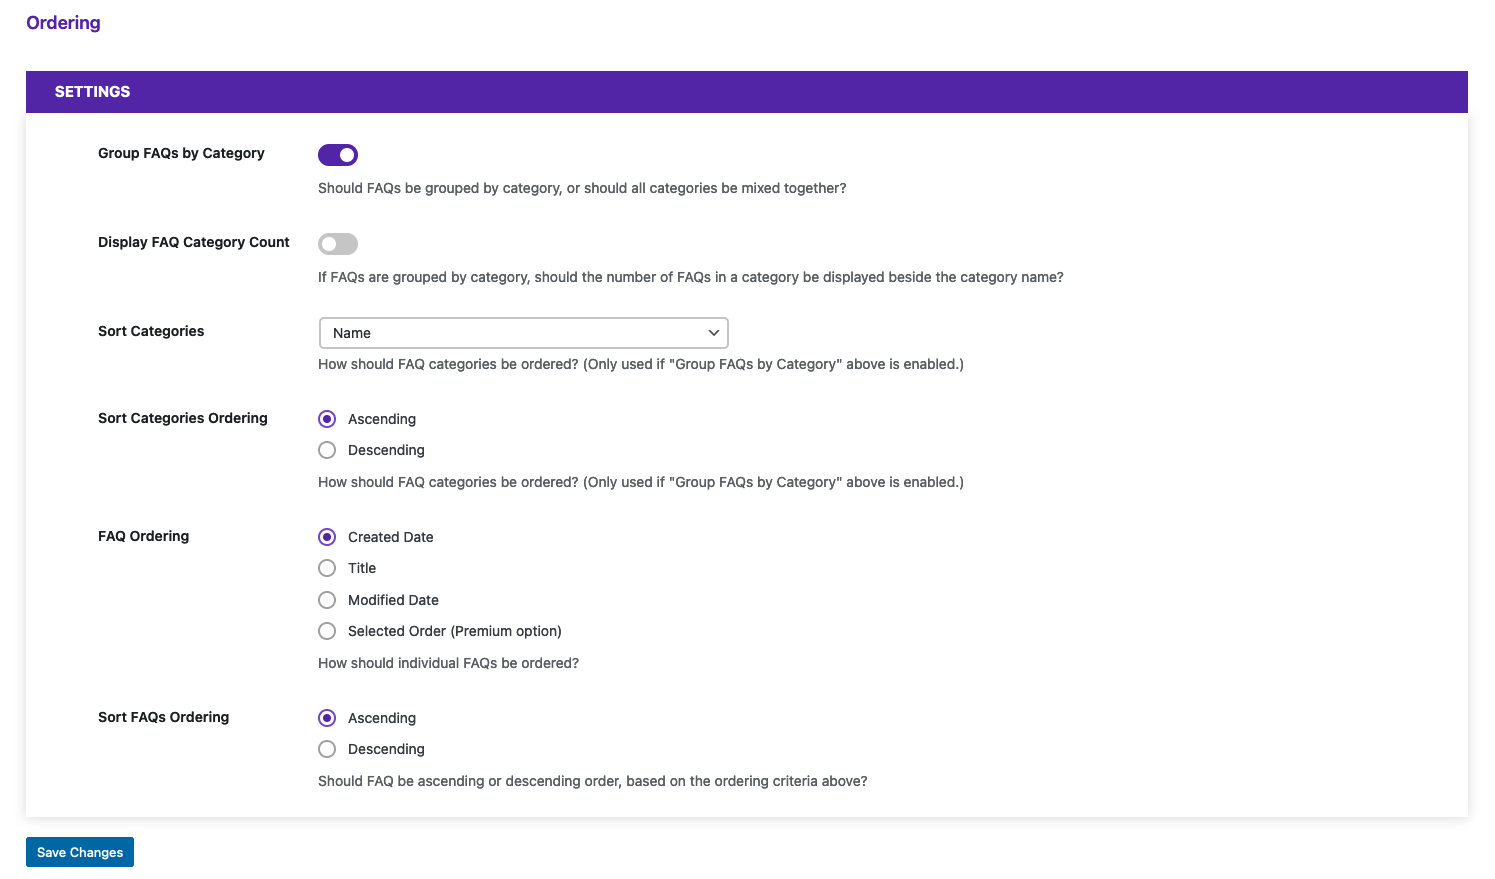 Ordering
SETTINGS
Group FAQs by Category
Should FAQs be grouped by category, or should all categories be mixed together?
Display FAQ Category Count
If FAQs are grouped by category, should the number of FAQs in a category be displayed beside the category name?
Sort Categories
Name
How should FAQ categories be ordered? (Only used if "Group FAQs by Category" above is enabled.)
Sort Categories Ordering
Ascending
Descending
How should FAQ categories be ordered? (Only used if "Group FAQs by Category" above is enabled.)
FAQ Ordering
Created Date
Title
Modified Date
Selected Order (Premium option)
How should individual FAQs be ordered?
Sort FAQs Ordering
Ascending
Descending
Should FAQ be ascending or descending order, based on the ordering criteria above?
Save Changes